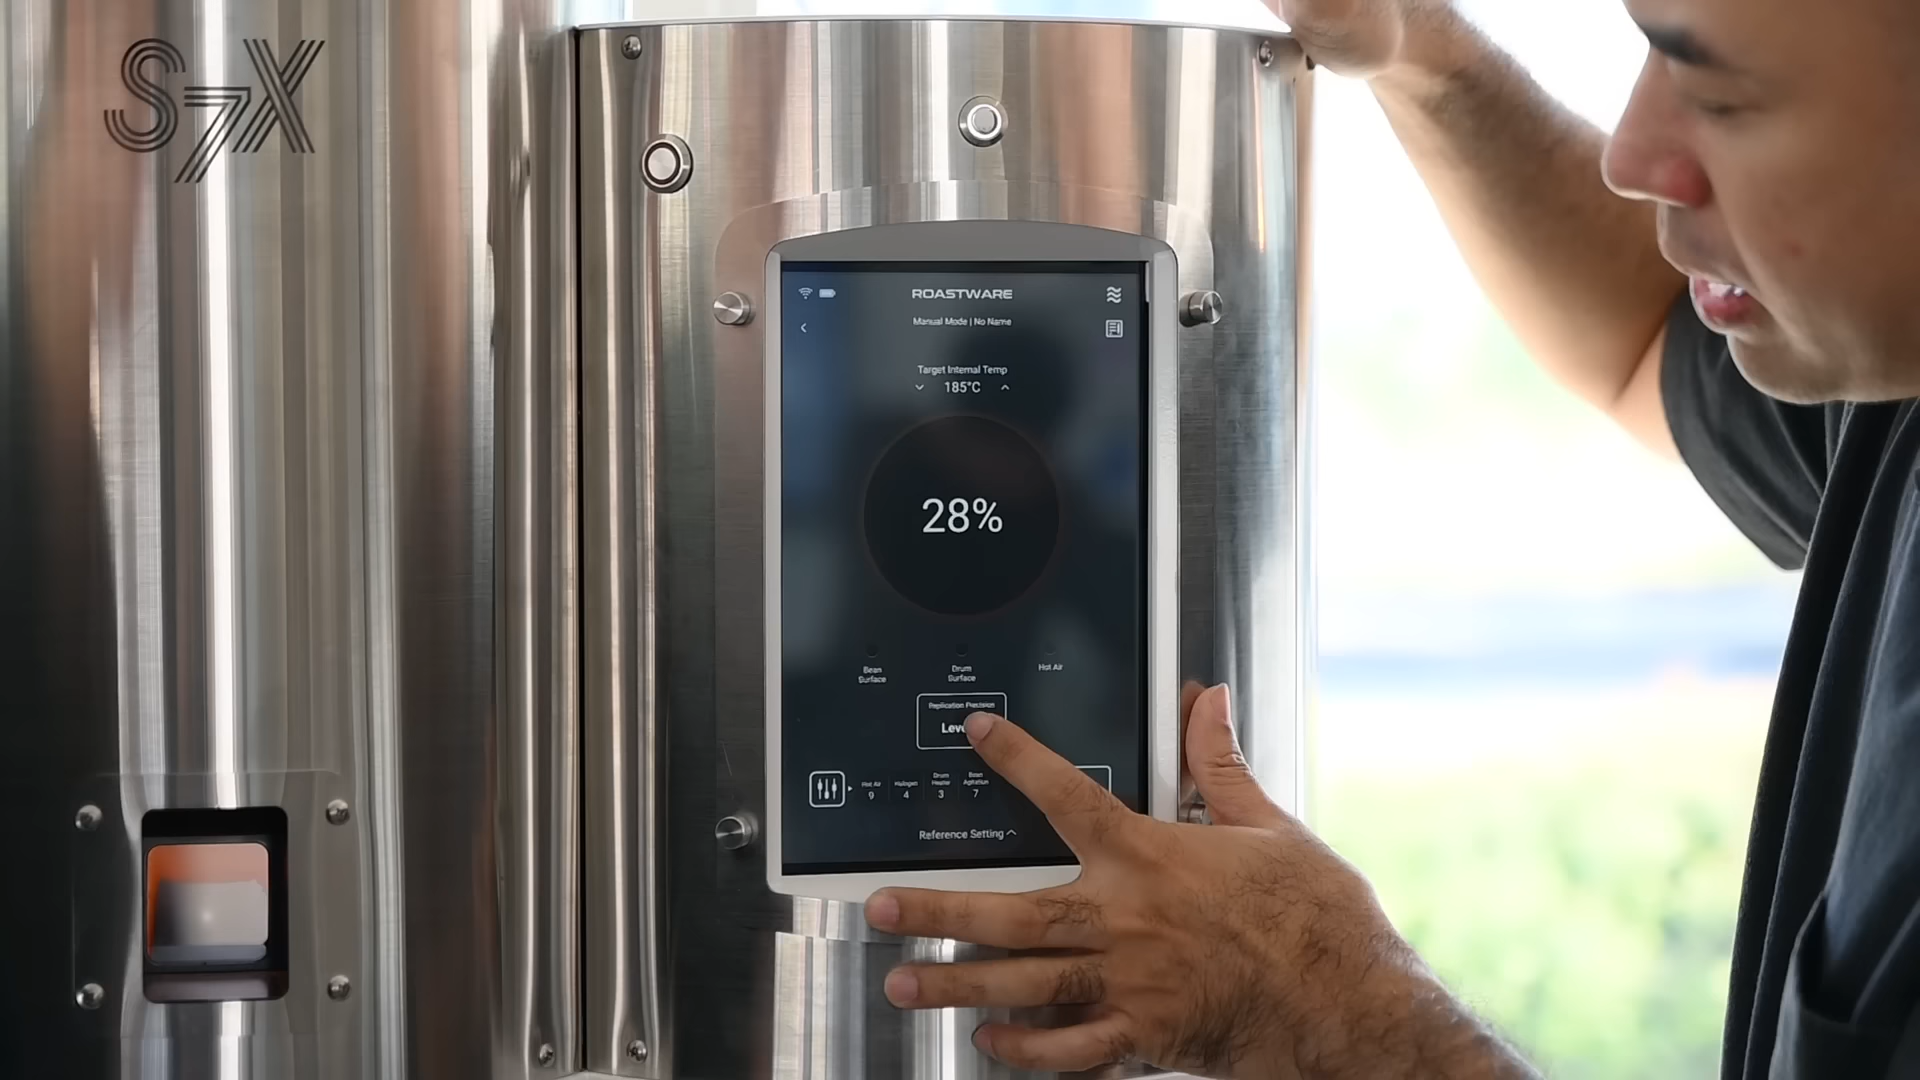 S7X
ROASTWARE
Manual Mode | No Name
Target Internal Temp
185°C
28%
Bean
Surface
Drum
Surface
Hot Air
Replication Precision
Hot Air
9
Halogen
4
Drum
Heater
3
Bean
Agitation
7
Reference Setting